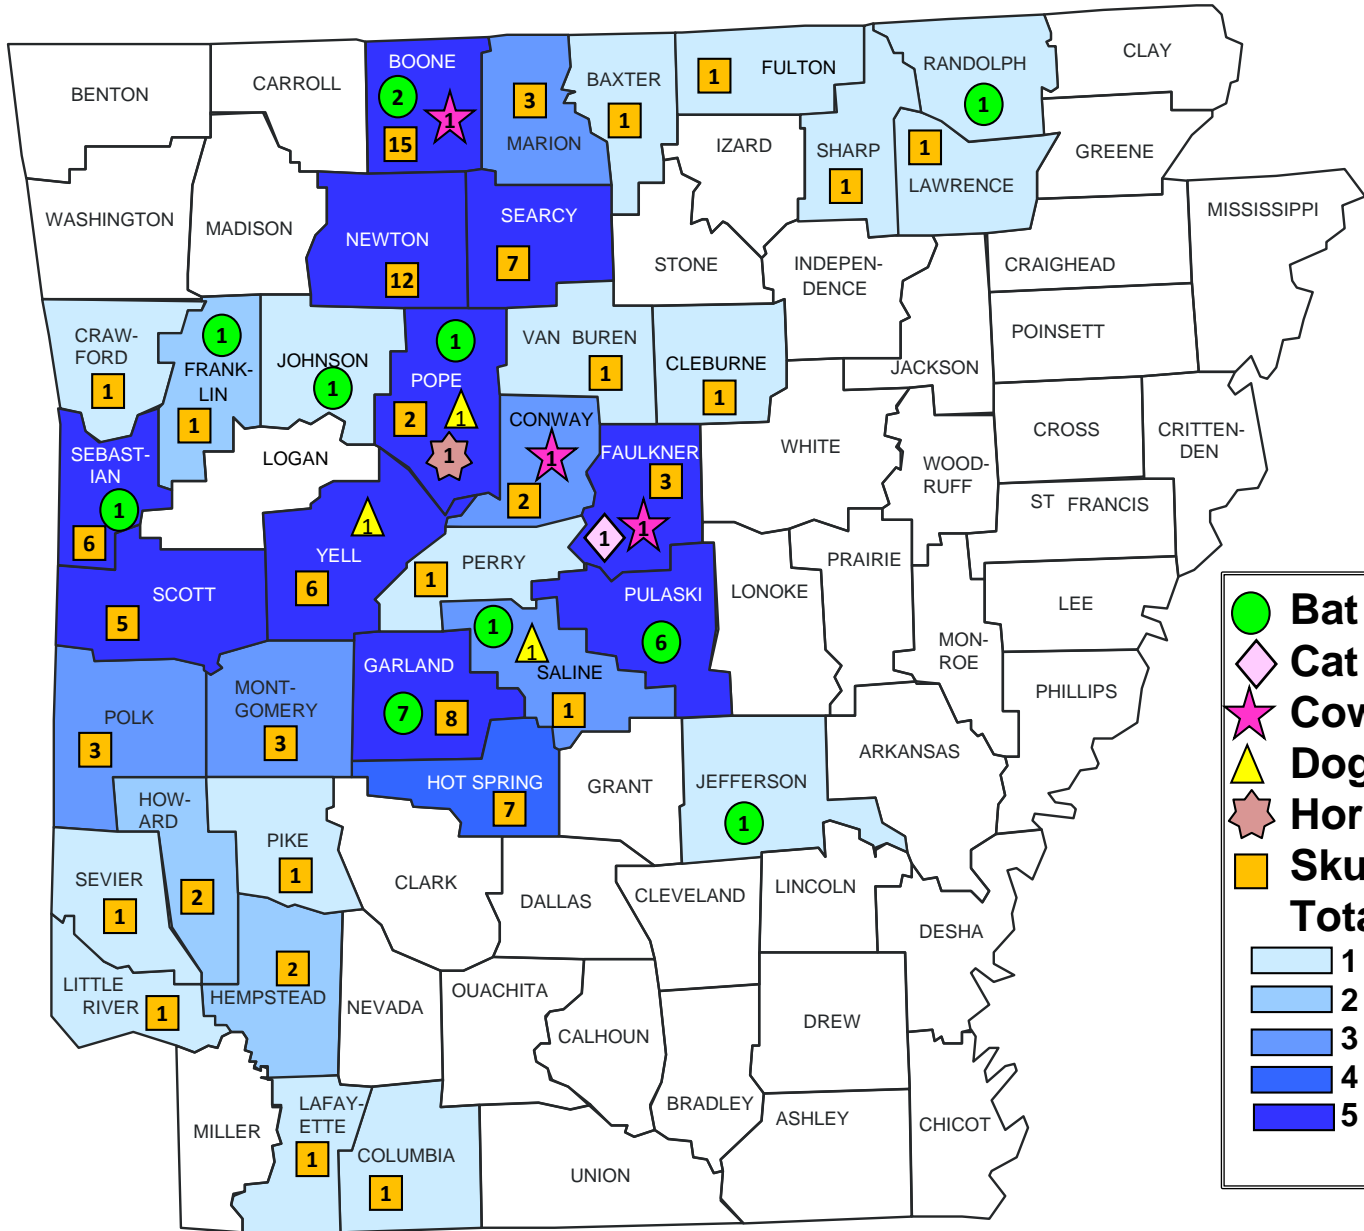 BENTON
CARROLL
BOONE
2
1
15
3
MARION
BAXTER
1
1
FULTON
RANDOLPH
1
CLAY
WASHINGTON
MADISON
NEWTON
12
SEARCY
7
IZARD
SHARP
1
1
LAWRENCE
GREENE
MISSISSIPPI
STONE
INDEPEN-
DENCE
CRAIGHEAD
POINSETT
JACKSON
CRAW-
FORD
1
1
FRANK-
LIN
1
JOHNSON
1
1
POPE
2
1
1
VAN BUREN
1
CLEBURNE
1
CONWAY
1
2
FAULKNER
3
1
1
WHITE
WOOD-
RUFF
CROSS
CRITTEN-
DEN
ST FRANCIS
SEBAST-
IAN
1
6
LOGAN
1
YELL
6
PERRY
1
SCOTT
5
PULASKI
6
LONOKE
PRAIRIE
MON-
ROE
LEE
PHILLIPS
1
1
SALINE
1
GARLAND
7
8
POLK
3
MONT-
GOMERY
3
HOT SPRING
7
GRANT
JEFFERSON
1
ARKANSAS
HOW-
ARD
2
PIKE
1
SEVIER
1
CLARK
DALLAS
CLEVELAND
LINCOLN
DESHA
LITTLE
RIVER
1
2
HEMPSTEAD
NEVADA
OUACHITA
CALHOUN
DREW
BRADLEY
ASHLEY
CHICOT
MILLER
LAFAY-
ETTE
1
COLUMBIA
1
UNION
Bat
Cat
Cow
Dog
Hor
Sku
Tota
1
2
3
4
5